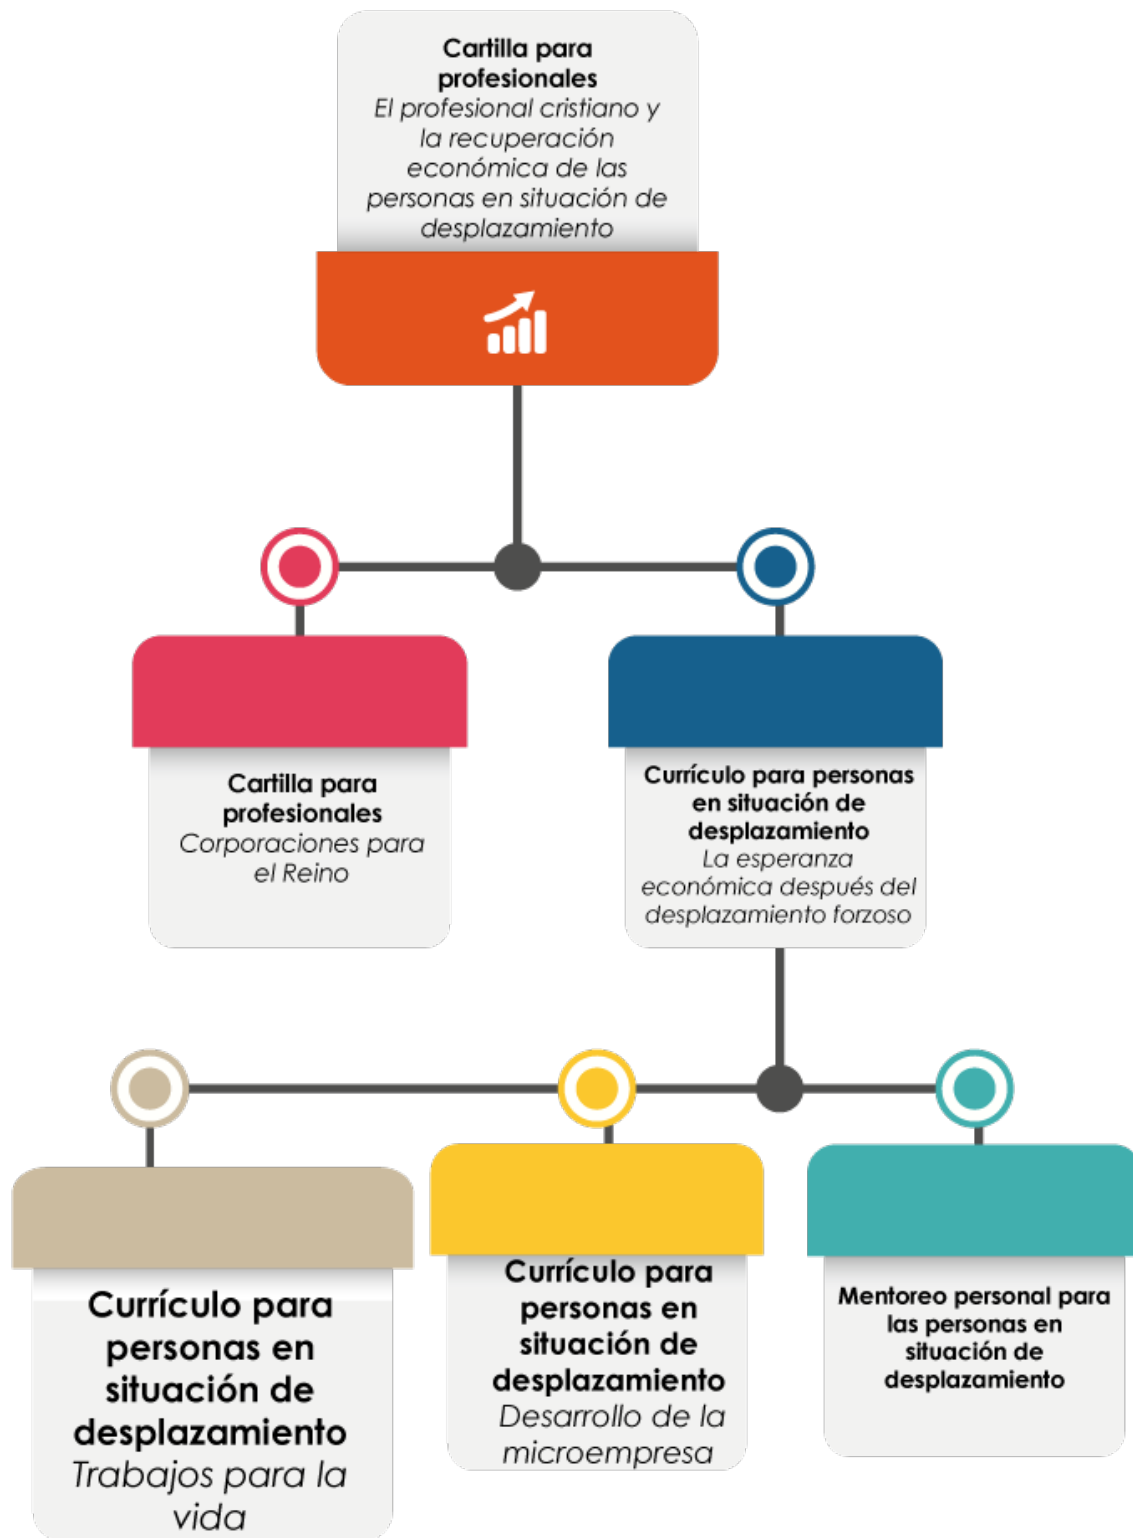 Cartilla para
profesionales
El profesional cristiano y
la recuperación
económica de las
personas en situación de
desplazamiento
Cartilla para
profesionales
Corporaciones para
el Reino
Currículo para personas
en situación de
desplazamiento
La esperanza
económica después del
desplazamiento forzoso
Currículo para
personas en
situación de
desplazamiento
Trabajos para la
vida
Currículo para
personas en
situación de
desplazamiento
Desarrollo de la
microempresa
Mentoreo personal para
las personas en
situación de
desplazamiento